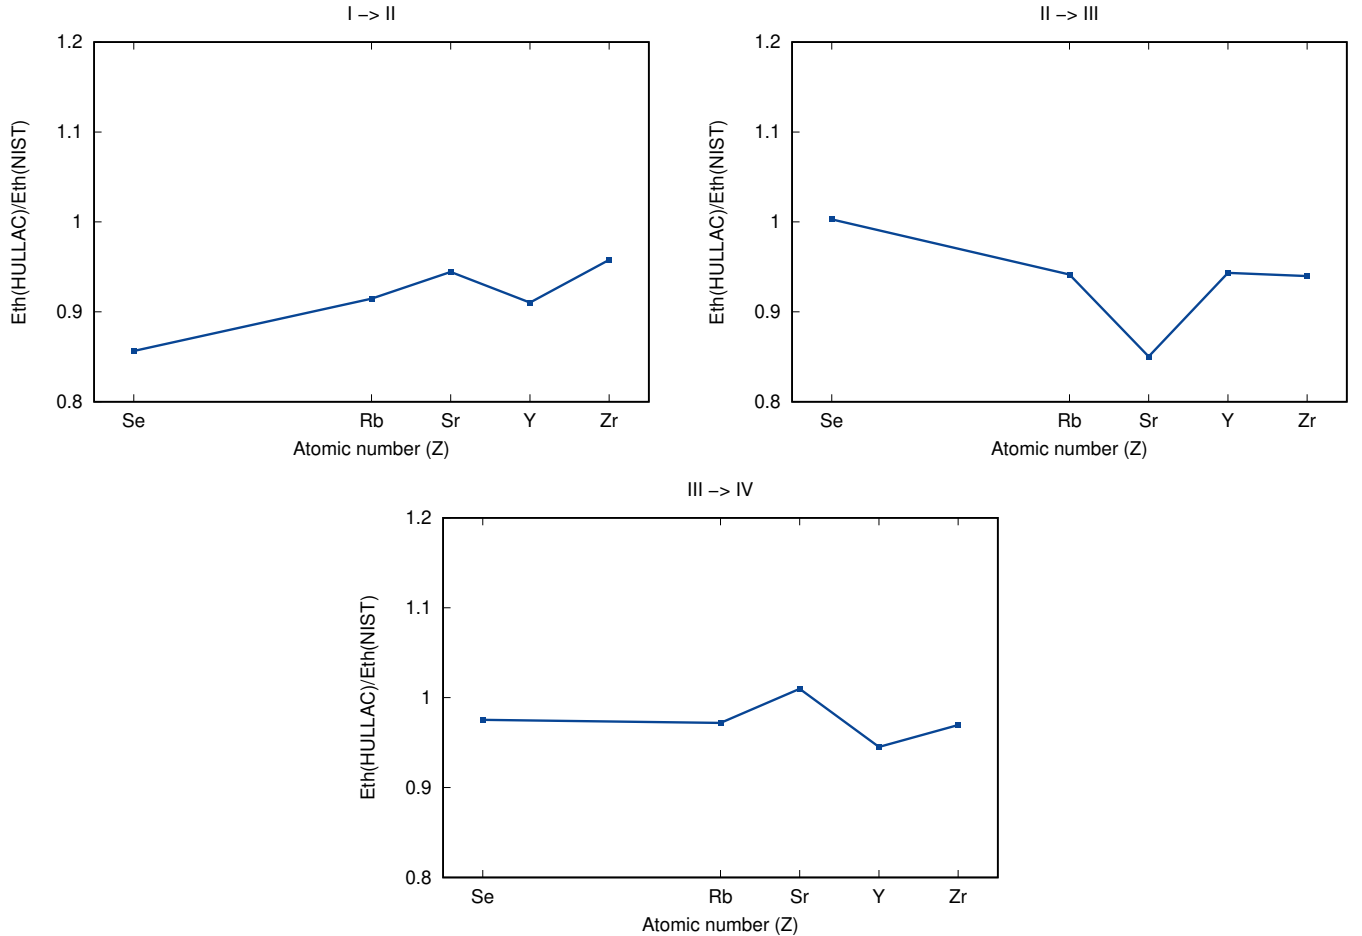 I −> II
1.2
1.1
1
0.9
0.8
Eth(HULLAC)/Eth(NIST)
Se Rb Sr Y Zr
Atomic number (Z)
II −> III
1.2
1.1
1
0.9
0.8
Eth(HULLAC)/Eth(NIST)
Se Rb Sr Y Zr
Atomic number (Z)
III −> IV
1.2
1.1
1
0.9
0.8
Eth(HULLAC)/Eth(NIST)
Se Rb Sr Y Zr
Atomic number (Z)